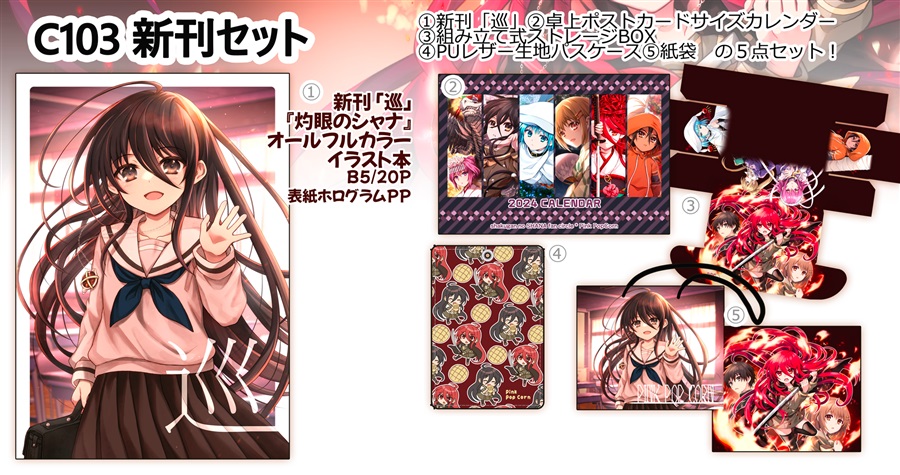 C103 新刊セット
①新刊「巡」②卓上ポストカードサイズカレンダー
③組み立て式ストレージBOX
④PUレザー生地パスケース⑤紙袋　の５点セット！
①
新刊「巡」
『灼眼のシャナ』
オールフルカラー
イラスト本
B5/20P
表紙ホログラムPP
巡
②
2024 CALENDAR
shakugan no SHANA fan circle * Pink PopCorn
③
④
Pink
Pop Corn
⑤
PINK POP CORN